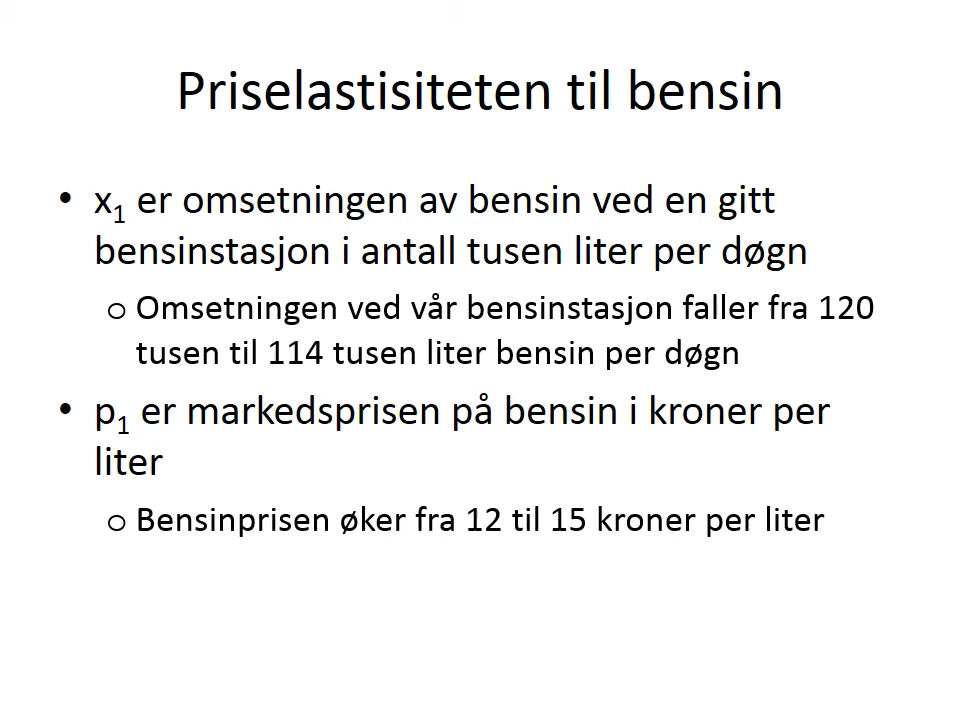 Priselastisiteten til bensin
• x₁ er omsetningen av bensin ved en gitt
bensinstasjon i antall tusen liter per døgn
o Omsetningen ved vår bensinstasjon faller fra 120
tusen til 114 tusen liter bensin per døgn
• p₁ er markedsprisen på bensin i kroner per
liter
o Bensinprisen øker fra 12 til 15 kroner per liter